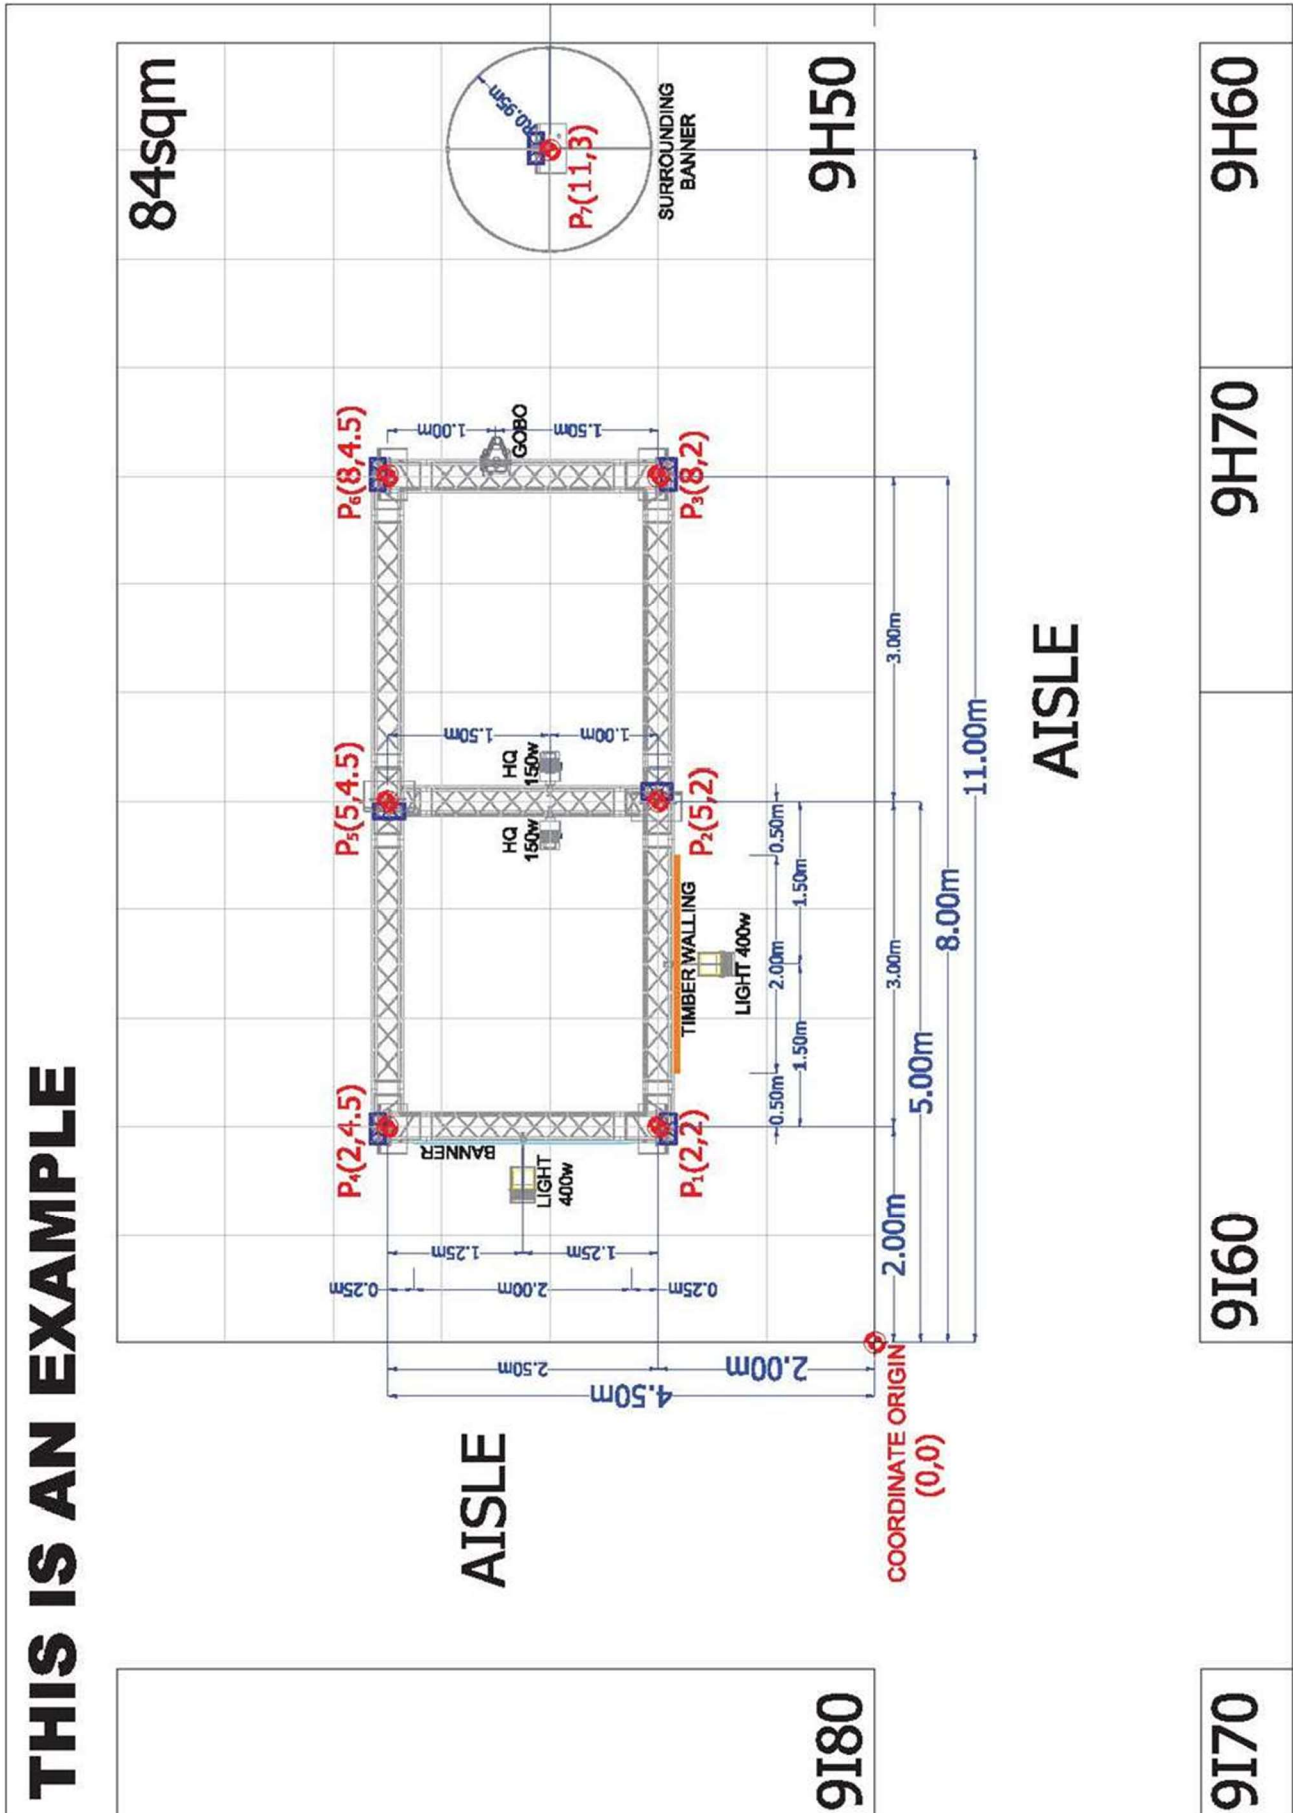 THIS IS AN EXAMPLE
84sqm
P₄(2,4.5)
P₅(5,4.5)
P₆(8,4.5)
R0.95m
P₇(11,3)
SURROUNDING
BANNER
9H50
AISLE
4.50m
2.50m
2.00m
0.25m
2.00m
0.25m
1.25m
1.25m
BANNER
LIGHT
400w
HQ
150w
HQ
150w
1.50m
1.00m
1.00m
1.50m
GOBO
P₁(2,2)
P₂(5,2)
P₃(8,2)
TIMBER WALLING
LIGHT 400w
0.50m
2.00m
0.50m
1.50m
1.50m
2.00m
3.00m
3.00m
5.00m
8.00m
11.00m
COORDINATE ORIGIN
(0,0)
AISLE
9I80
9I70
9I60
9H70
9H60